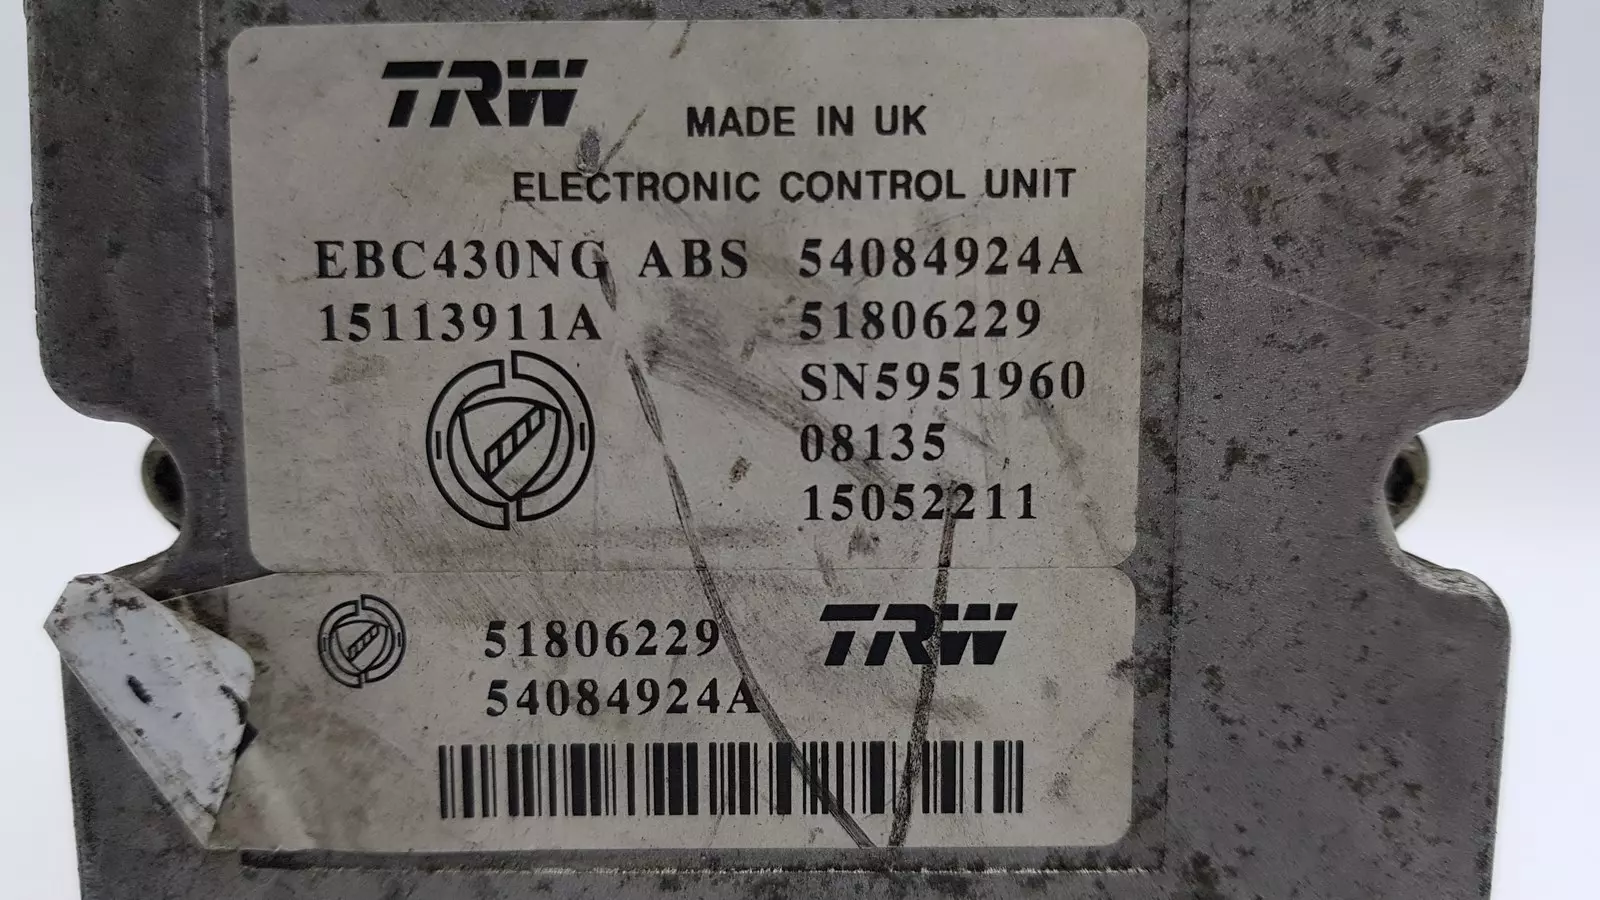 TRW
MADE IN UK
ELECTRONIC CONTROL UNIT
EBC430NG ABS 54084924A
15113911A 51806229
SN5951960
08135
15052211
51806229 TRW
54084924A